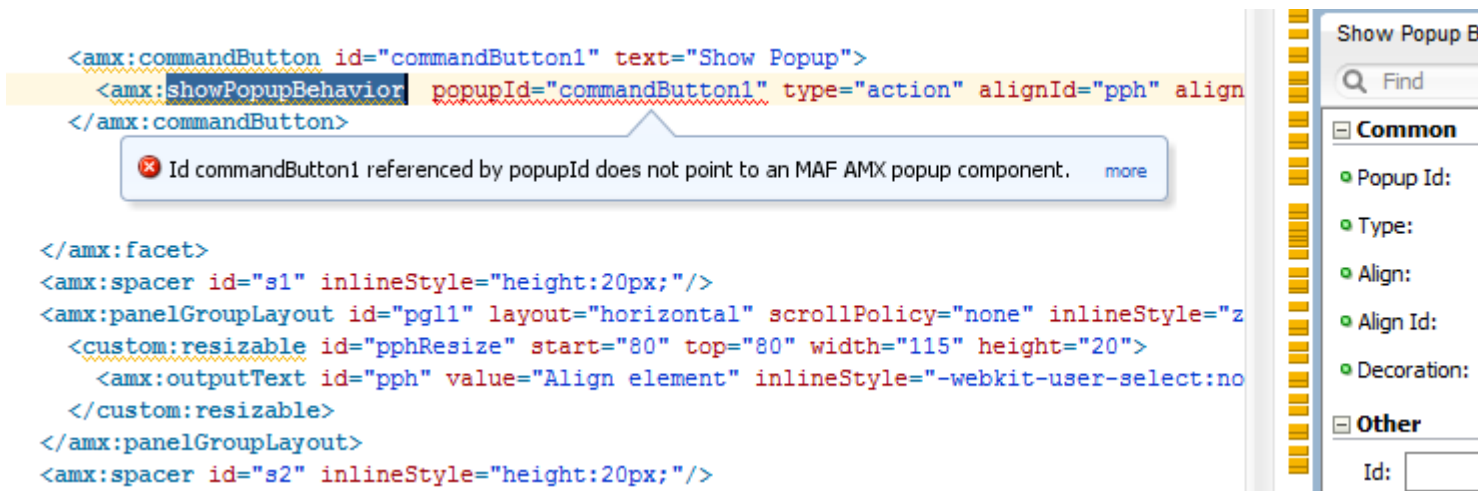 <amx:commandButton id="commandButton1" text="Show Popup">
<amx:showPopupBehavior popupId="commandButton1" type="action" alignId="pph" align
</amx:commandButton>
Id commandButton1 referenced by popupId does not point to an MAF AMX popup component. more
</amx:facet>
<amx:spacer id="s1" inlineStyle="height:20px;"/>
<amx:panelGroupLayout id="pgl1" layout="horizontal" scrollPolicy="none" inlineStyle="z
<custom:resizable id="pphResize" start="80" top="80" width="115" height="20">
<amx:outputText id="pph" value="Align element" inlineStyle="-webkit-user-select:no
</custom:resizable>
</amx:panelGroupLayout>
<amx:spacer id="s2" inlineStyle="height:20px;"/>
Show Popup B
Find
Common
Popup Id:
Type:
Align:
Align Id:
Decoration:
Other
Id: